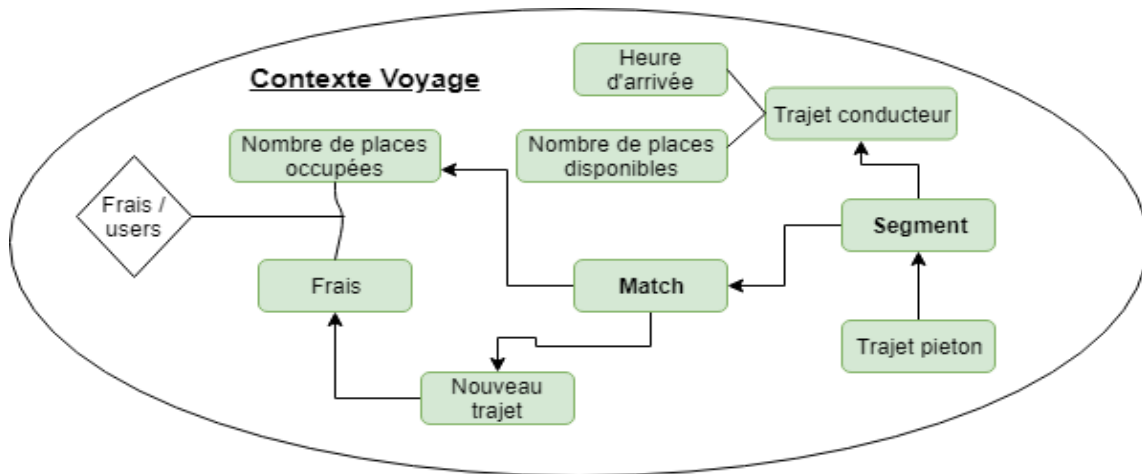 Contexte Voyage
Heure
d'arrivée
Trajet conducteur
Nombre de places
occupées
Nombre de places
disponibles
Frais /
users
Segment
Frais
Match
Trajet pieton
Nouveau
trajet